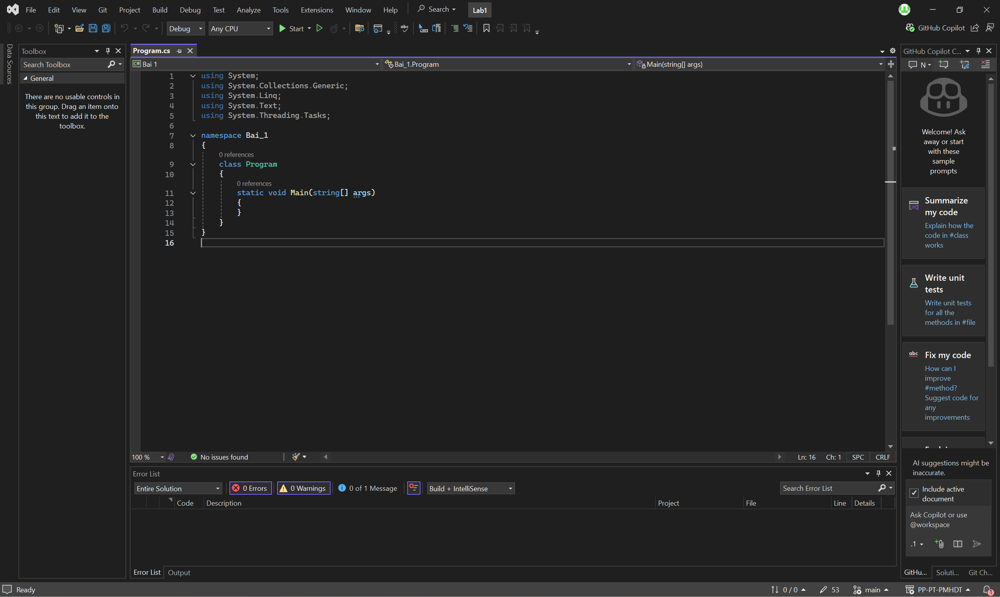 File Edit View Git Project Build Debug Test Analyze Tools Extensions Window Help Search Lab1
Debug Any CPU Start abc GitHub Copilot
Data Sources
Toolbox
Search Toolbox
General
There are no usable controls in
this group. Drag an item onto
this text to add it to the
toolbox.
Program.cs
C# Bai 1 Bai_1.Program Main(string[] args)
1 using System;
2 using System.Collections.Generic;
3 using System.Linq;
4 using System.Text;
5 using System.Threading.Tasks;
6
7 namespace Bai_1
8 {
0 references
9 class Program
10 {
0 references
11 static void Main(string[] args)
12 {
13 }
14 }
15 }
16
100 % No issues found Ln: 16 Ch: 1 SPC CRLF
Error List
Entire Solution 0 Errors 0 Warnings 0 of 1 Message Build + IntelliSense Search Error List
Code Description Project File Line Details
Error List Output
GitHub Copilot C...
N
Welcome! Ask
away or start
with these
sample
prompts
Summarize
my code
Explain how the
code in #class
works
Write unit
tests
Write unit tests
for all the
methods in #file
abc Fix my code
How can I
improve
#method?
Suggest code for
any
improvements
AI suggestions might be
inaccurate.
Include active
document
Ask Copilot or use
@workspace
.1
GitHu... Soluti... Git Ch...
Ready 0 / 0 53 main PP-PT-PMHDT 1